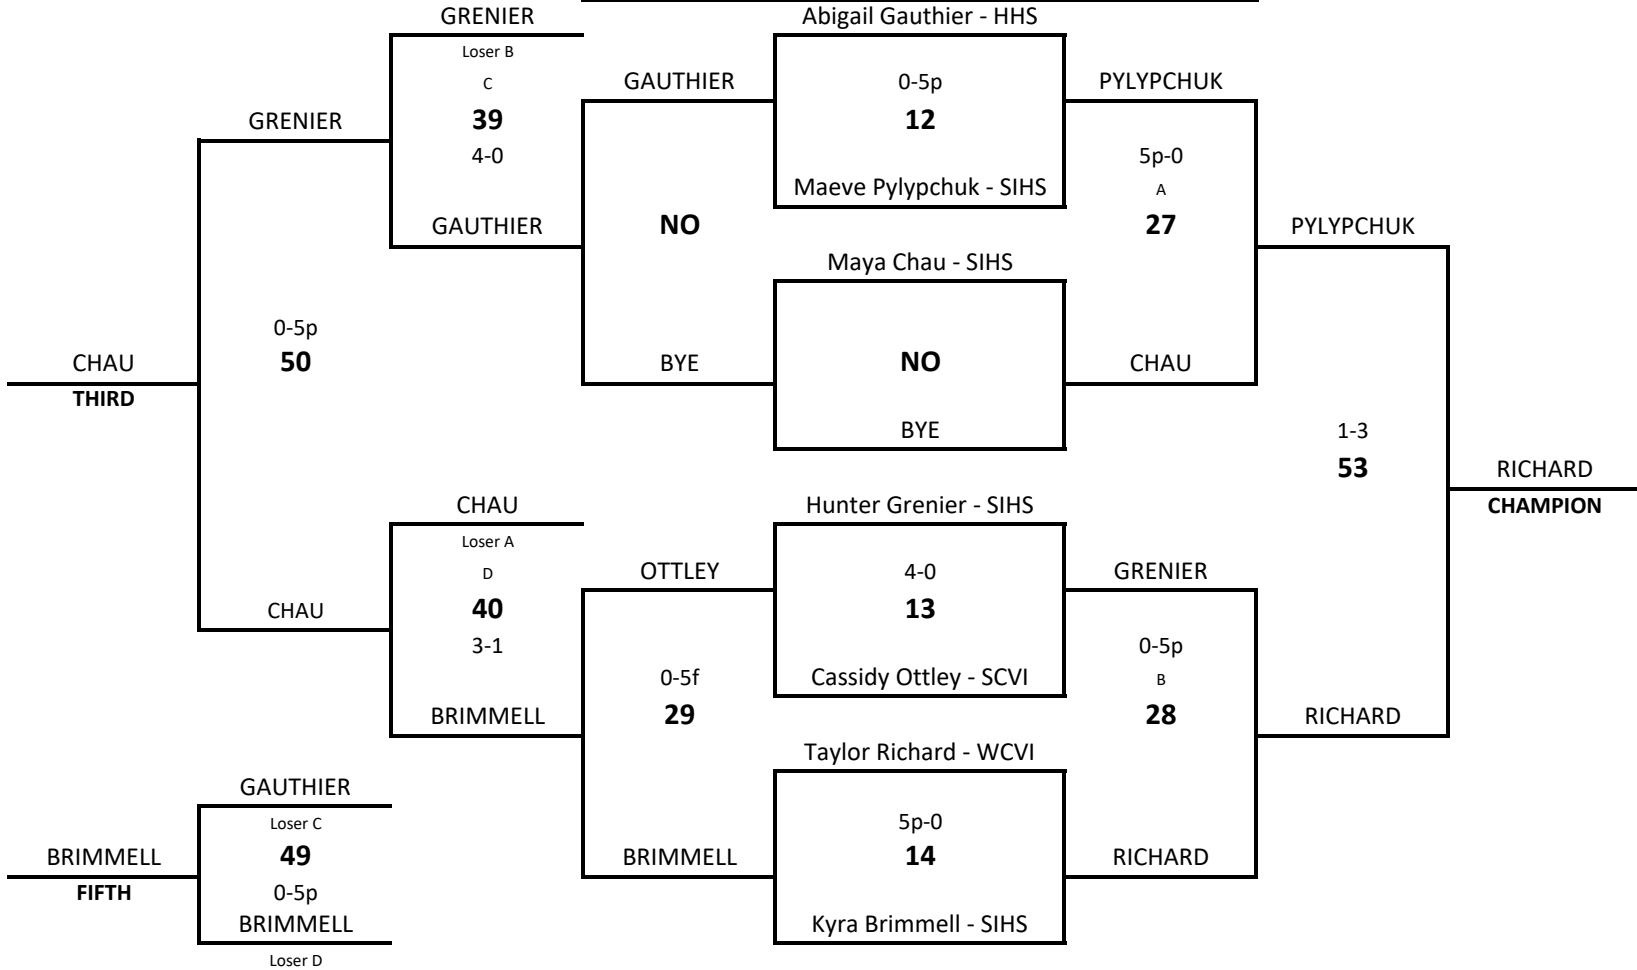 GRENIER
Loser B
C
39
4-0
GAUTHIER
GRENIER
0-5p
50
CHAU
THIRD
CHAU
CHAU
Loser A
D
40
3-1
BRIMMELL
GAUTHIER
Loser C
49
0-5p
BRIMMELL
Loser D
BRIMMELL
FIFTH
GAUTHIER
NO
BYE
OTTLEY
0-5f
29
BRIMMELL
Abigail Gauthier - HHS
0-5p
12
Maeve Pylypchuk - SIHS
Maya Chau - SIHS
NO
BYE
Hunter Grenier - SIHS
4-0
13
Cassidy Ottley - SCVI
Taylor Richard - WCVI
5p-0
14
Kyra Brimmell - SIHS
PYLYPCHUK
5p-0
A
27
CHAU
GRENIER
0-5p
B
28
RICHARD
PYLYPCHUK
1-3
53
RICHARD
RICHARD
CHAMPION